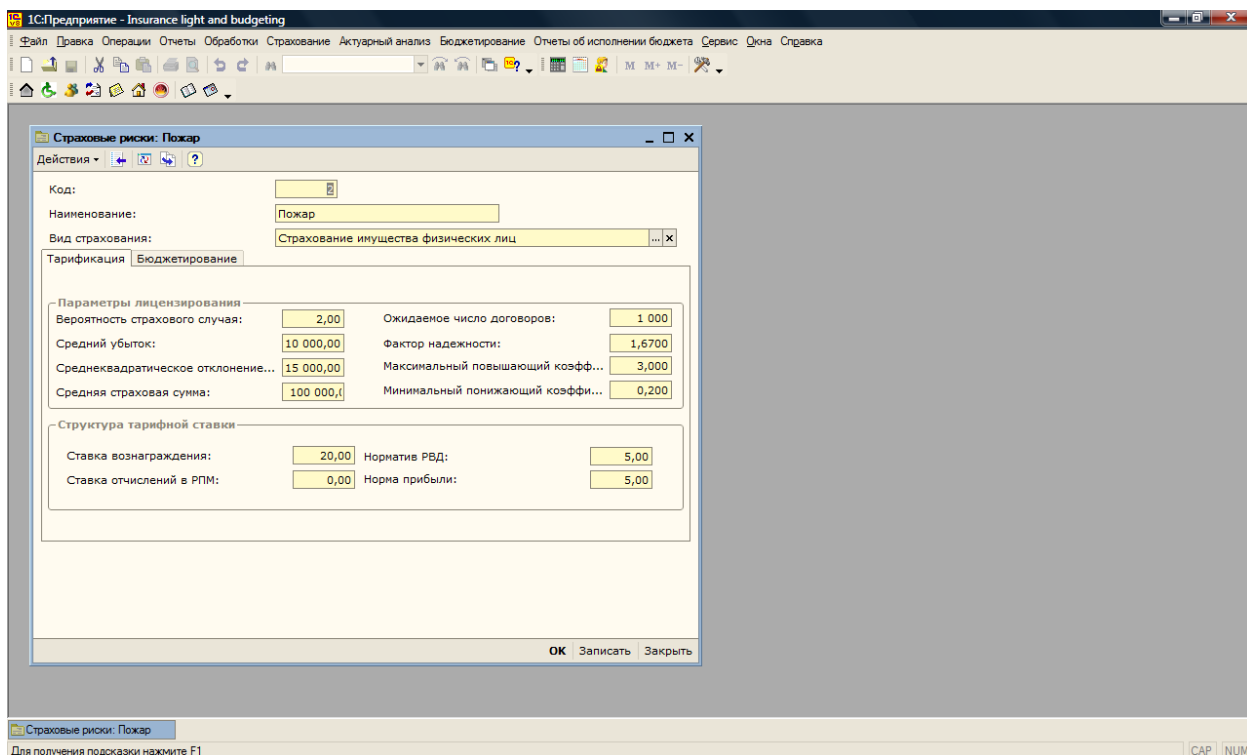 1С:Предприятие - Insurance light and budgeting
Файл Правка Операции Отчеты Обработки Страхование Актуарный анализ Бюджетирование Отчеты об исполнении бюджета Сервис Окна Справка
M M+ M-
Страховые риски: Пожар
Действия
Код: 2
Наименование: Пожар
Вид страхования: Страхование имущества физических лиц ... x
Тарификация Бюджетирование
Параметры лицензирования
Вероятность страхового случая: 2,00 Ожидаемое число договоров: 1 000
Средний убыток: 10 000,00 Фактор надежности: 1,6700
Среднеквадратическое отклонение... 15 000,00 Максимальный повышающий коэфф... 3,000
Средняя страховая сумма: 100 000,( Минимальный понижающий коэффи... 0,200
Структура тарифной ставки
Ставка вознаграждения: 20,00 Норматив РВД: 5,00
Ставка отчислений в РПМ: 0,00 Норма прибыли: 5,00
OK Записать Закрыть
Страховые риски: Пожар
Для получения подсказки нажмите F1 CAP NUM